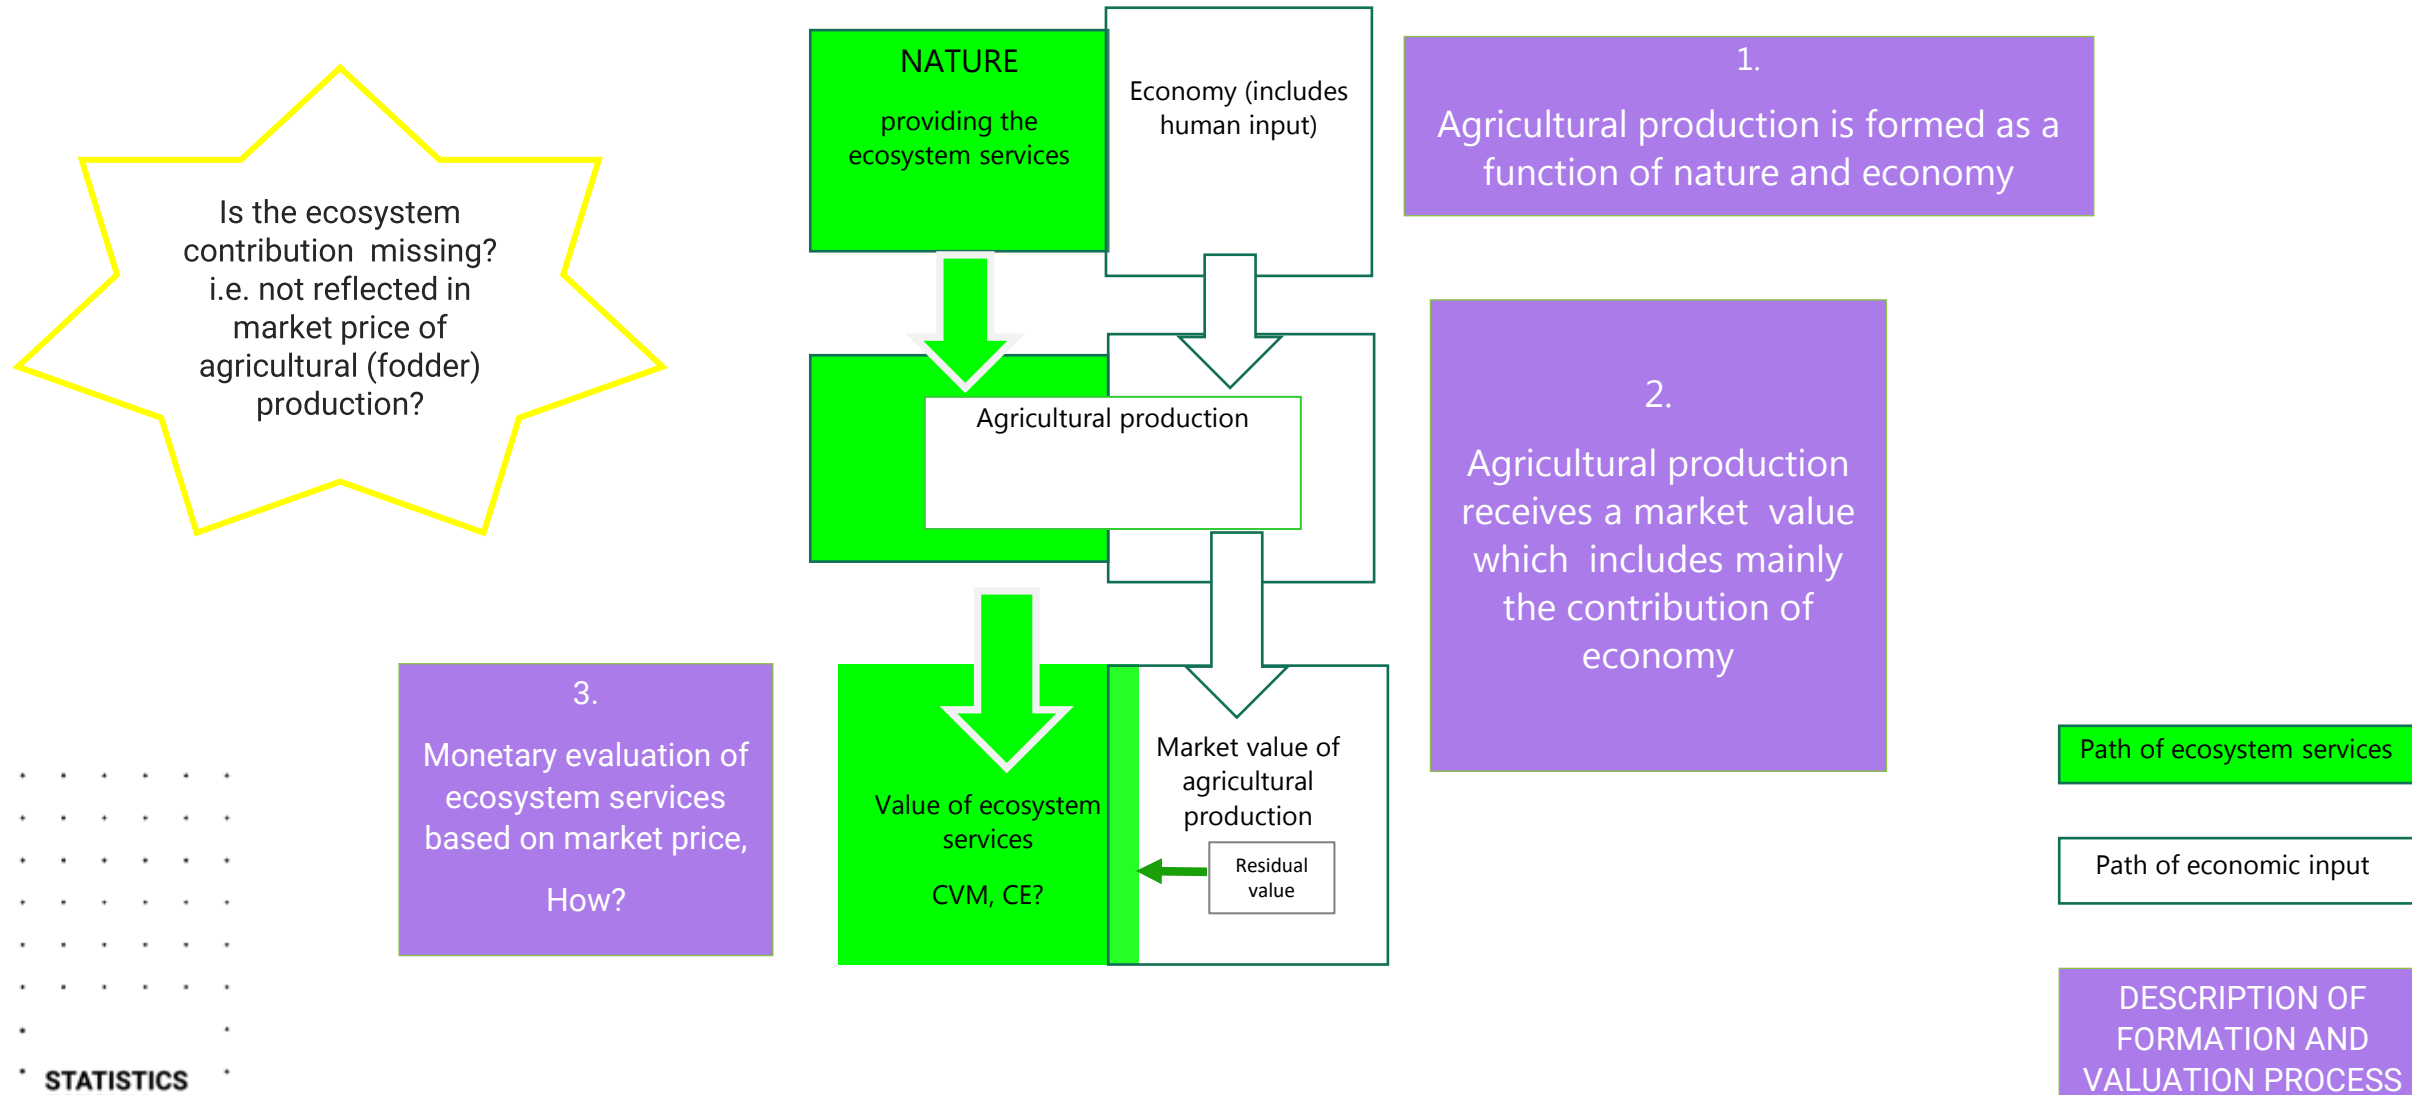 Is the ecosystem
contribution  missing?
i.e. not reflected in
market price of
agricultural (fodder)
production?
NATURE
providing the
ecosystem services
Economy (includes
human input)
1.
Agricultural production is formed as a
function of nature and economy
Agricultural production
2.
Agricultural production
receives a market  value
which  includes mainly
the contribution of
economy
3.
Monetary evaluation of
ecosystem services
based on market price,
How?
Value of ecosystem
services
CVM, CE?
Market value of
agricultural
production
Residual
value
Path of ecosystem services
Path of economic input
DESCRIPTION OF
FORMATION AND
VALUATION PROCESS
STATISTICS